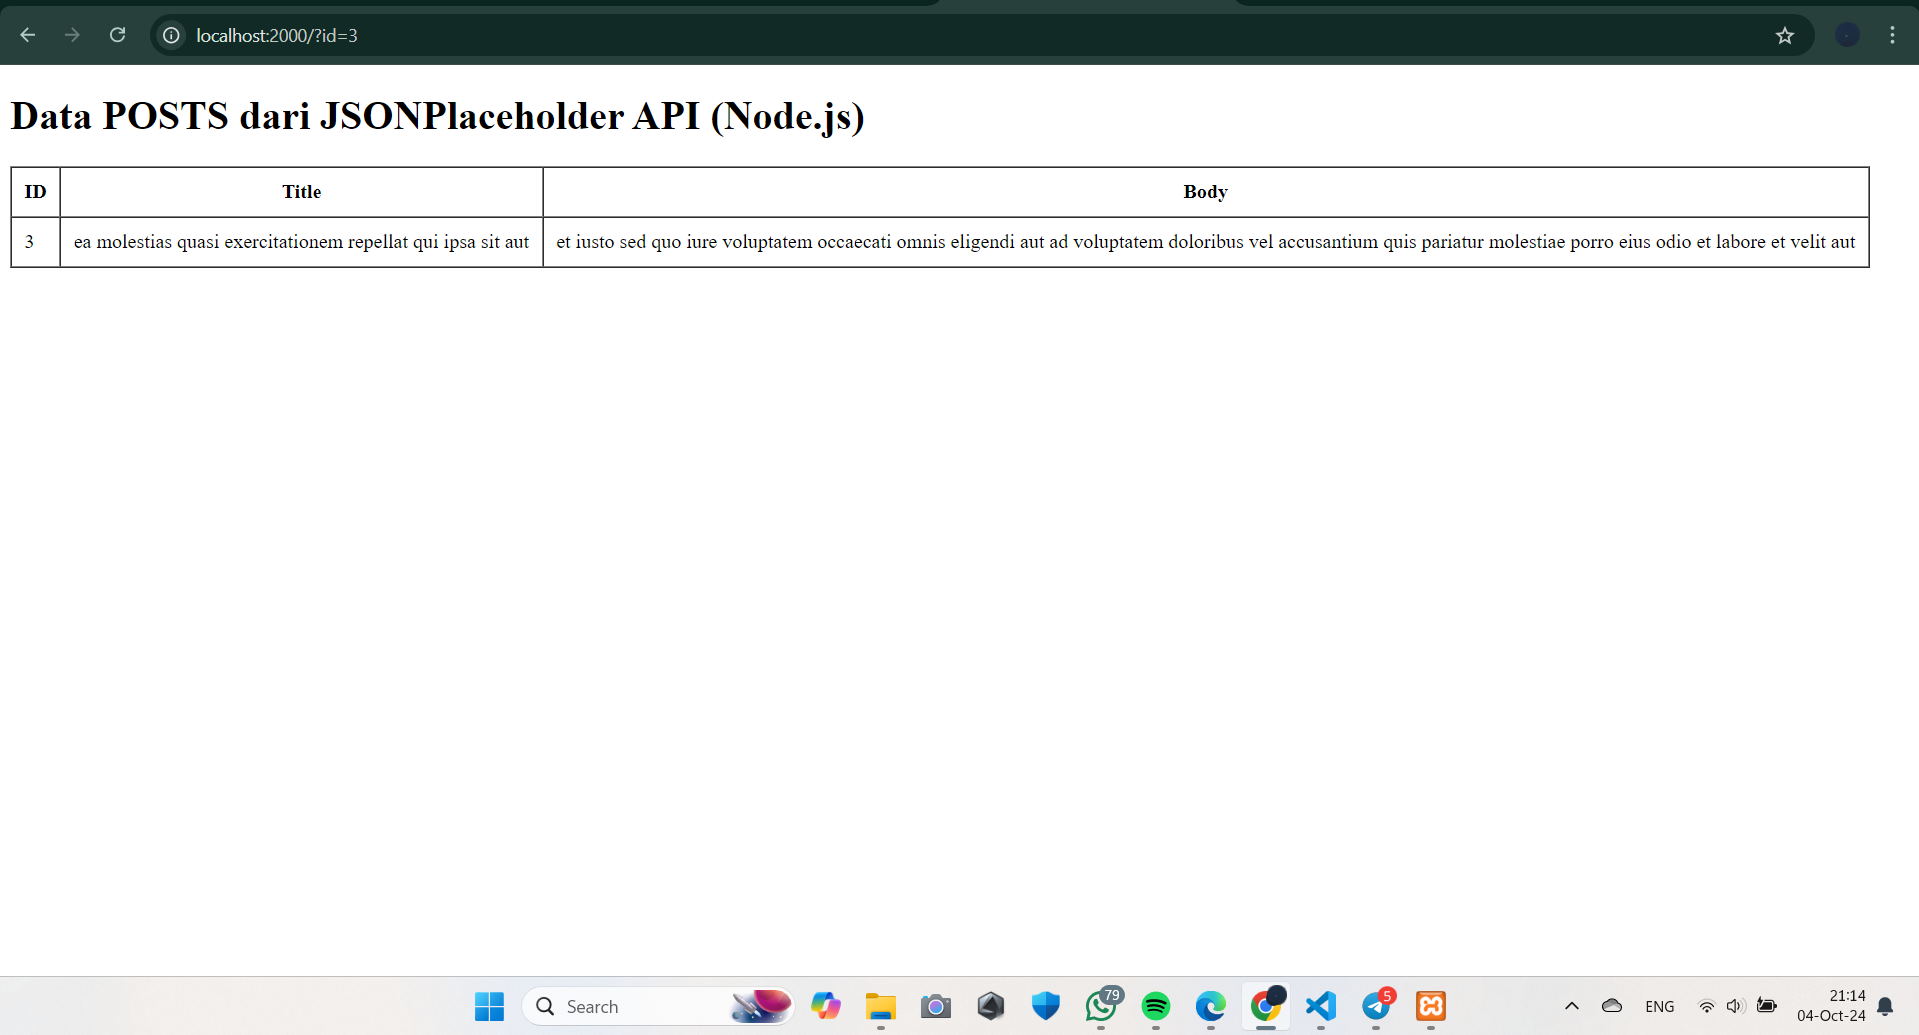 localhost:2000/?id=3
Data POSTS dari JSONPlaceholder API (Node.js)
ID Title Body
3 ea molestias quasi exercitationem repellat qui ipsa sit aut et iusto sed quo iure voluptatem occaecati omnis eligendi aut ad voluptatem doloribus vel accusantium quis pariatur molestiae porro eius odio et labore et velit aut
Search
79
5
ENG
21:14
04-Oct-24